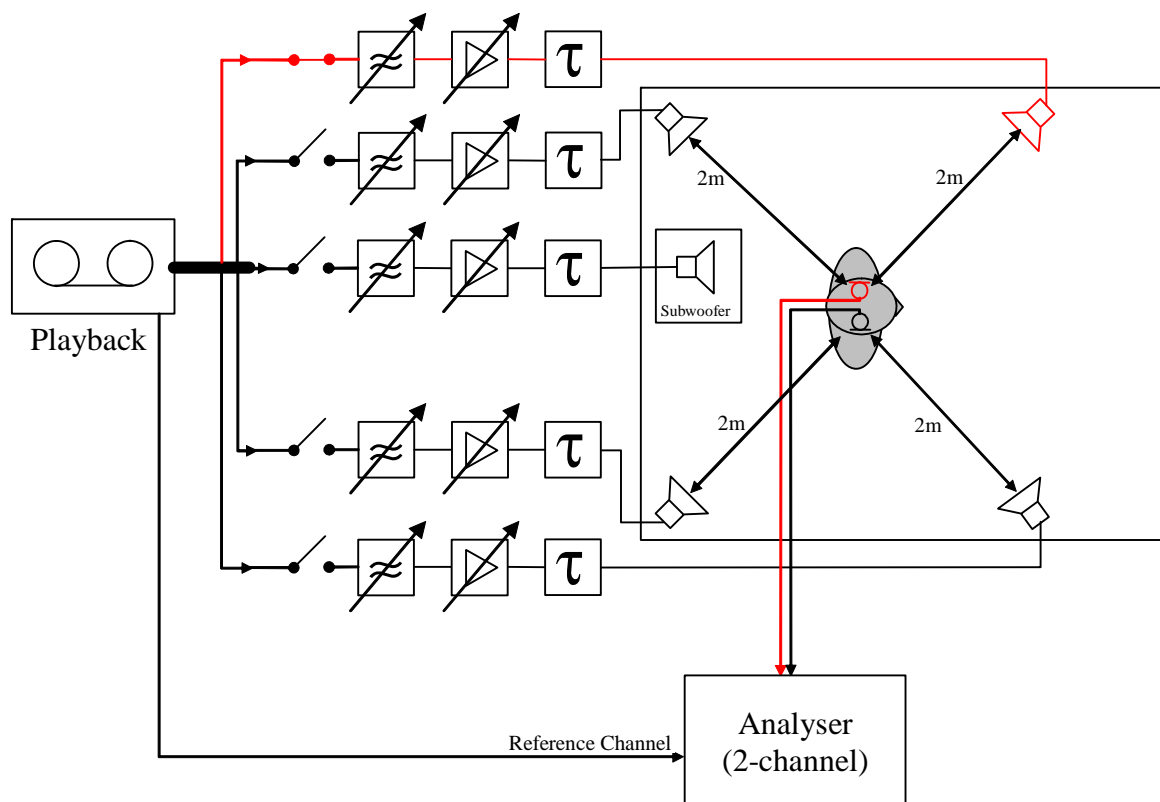 τ
τ
2m
2m
τ
Subwoofer
Playback
2m
2m
τ
τ
Reference Channel
Analyser
(2-channel)